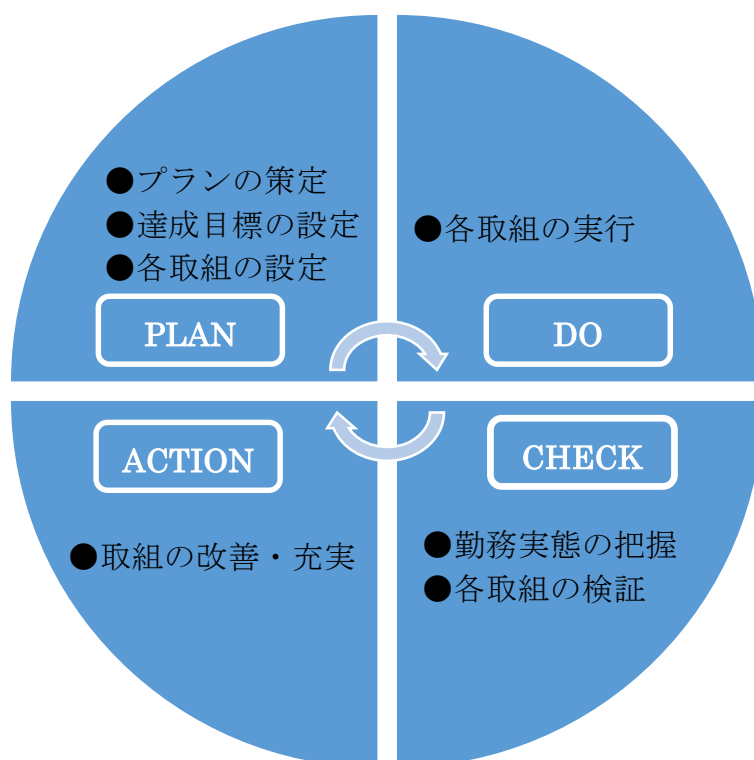 ●プランの策定
●達成目標の設定
●各取組の設定
PLAN
●各取組の実行
DO
ACTION
●取組の改善・充実
CHECK
●勤務実態の把握
●各取組の検証